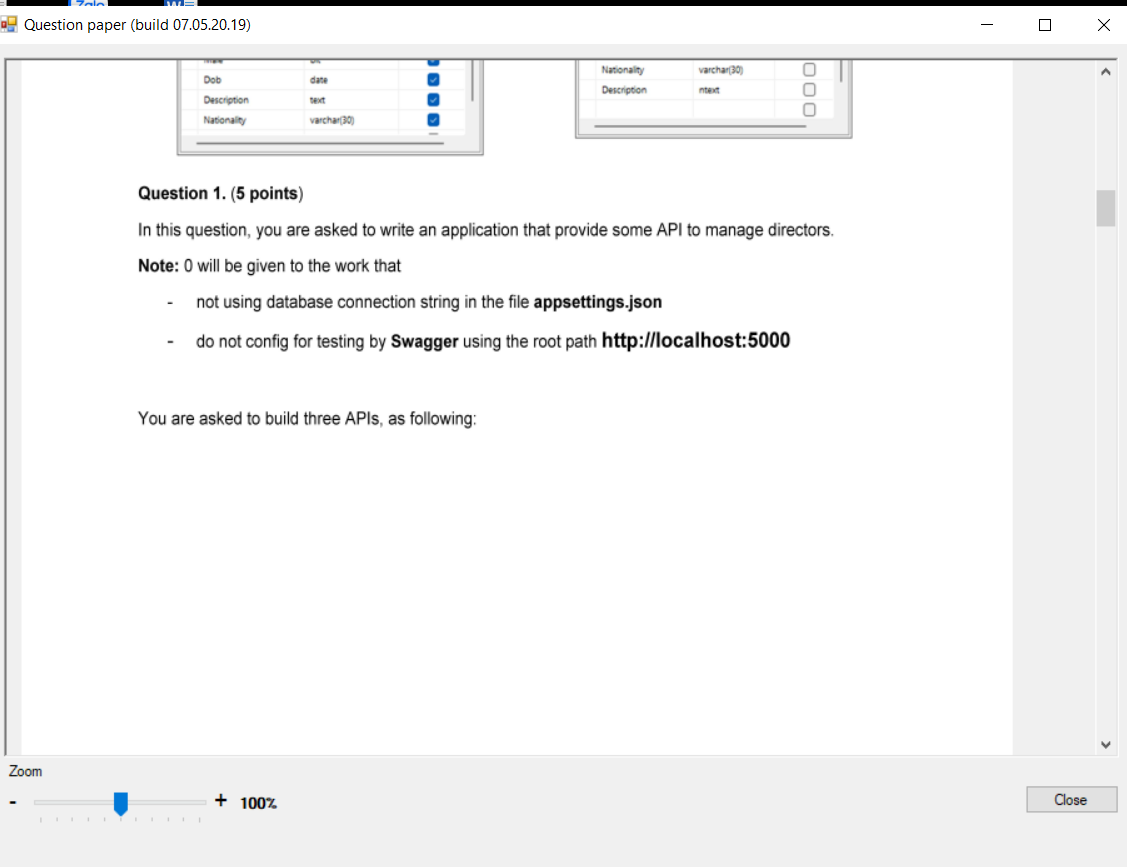 Zalo
Question paper (build 07.05.20.19)
Dob date
Description text
Nationality varchar(30)
Nationality varchar(30)
Description ntext
Question 1. (5 points)
In this question, you are asked to write an application that provide some API to manage directors.
Note: 0 will be given to the work that
- not using database connection string in the file appsettings.json
- do not config for testing by Swagger using the root path http://localhost:5000
You are asked to build three APIs, as following:
Zoom
- + 100%
Close